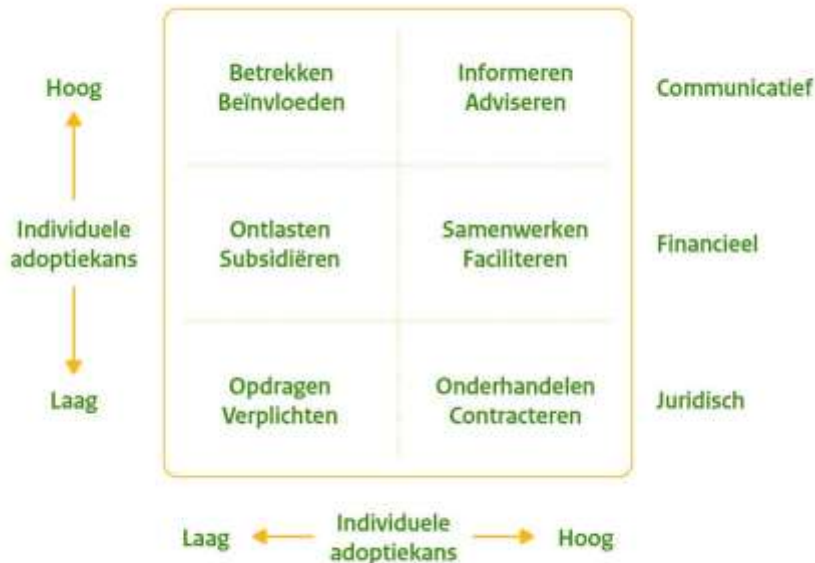 Hoog
Individuele
adoptiekans
Laag
Betrekken
Beïnvloeden
Informeren
Adviseren
Communicatief
Ontlasten
Subsidiëren
Samenwerken
Faciliteren
Financieel
Opdragen
Verplichten
Onderhandelen
Contracteren
Juridisch
Laag
Individuele
adoptiekans
Hoog